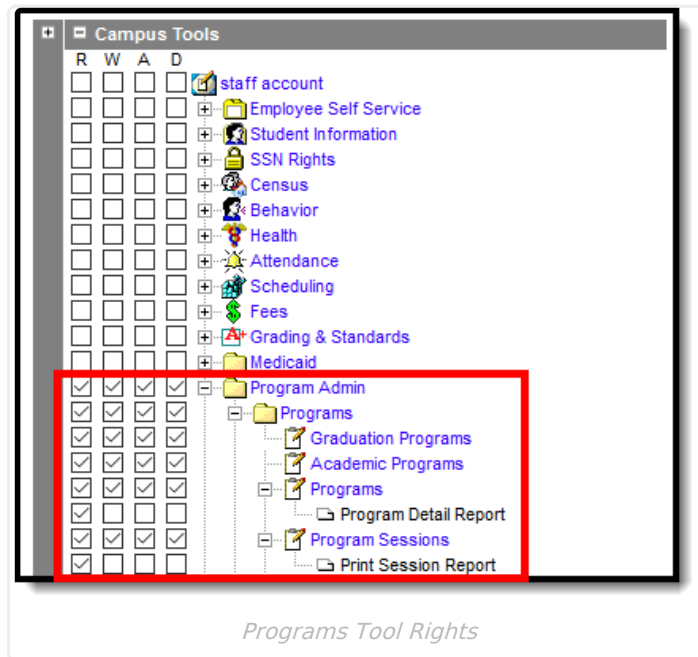 Campus Tools
R W A D
staff account
Employee Self Service
Student Information
SSN Rights
Census
Behavior
Health
Attendance
Scheduling
Fees
A+ Grading & Standards
Medicaid
Program Admin
Programs
Graduation Programs
Academic Programs
Programs
Program Detail Report
Program Sessions
Print Session Report
Programs Tool Rights